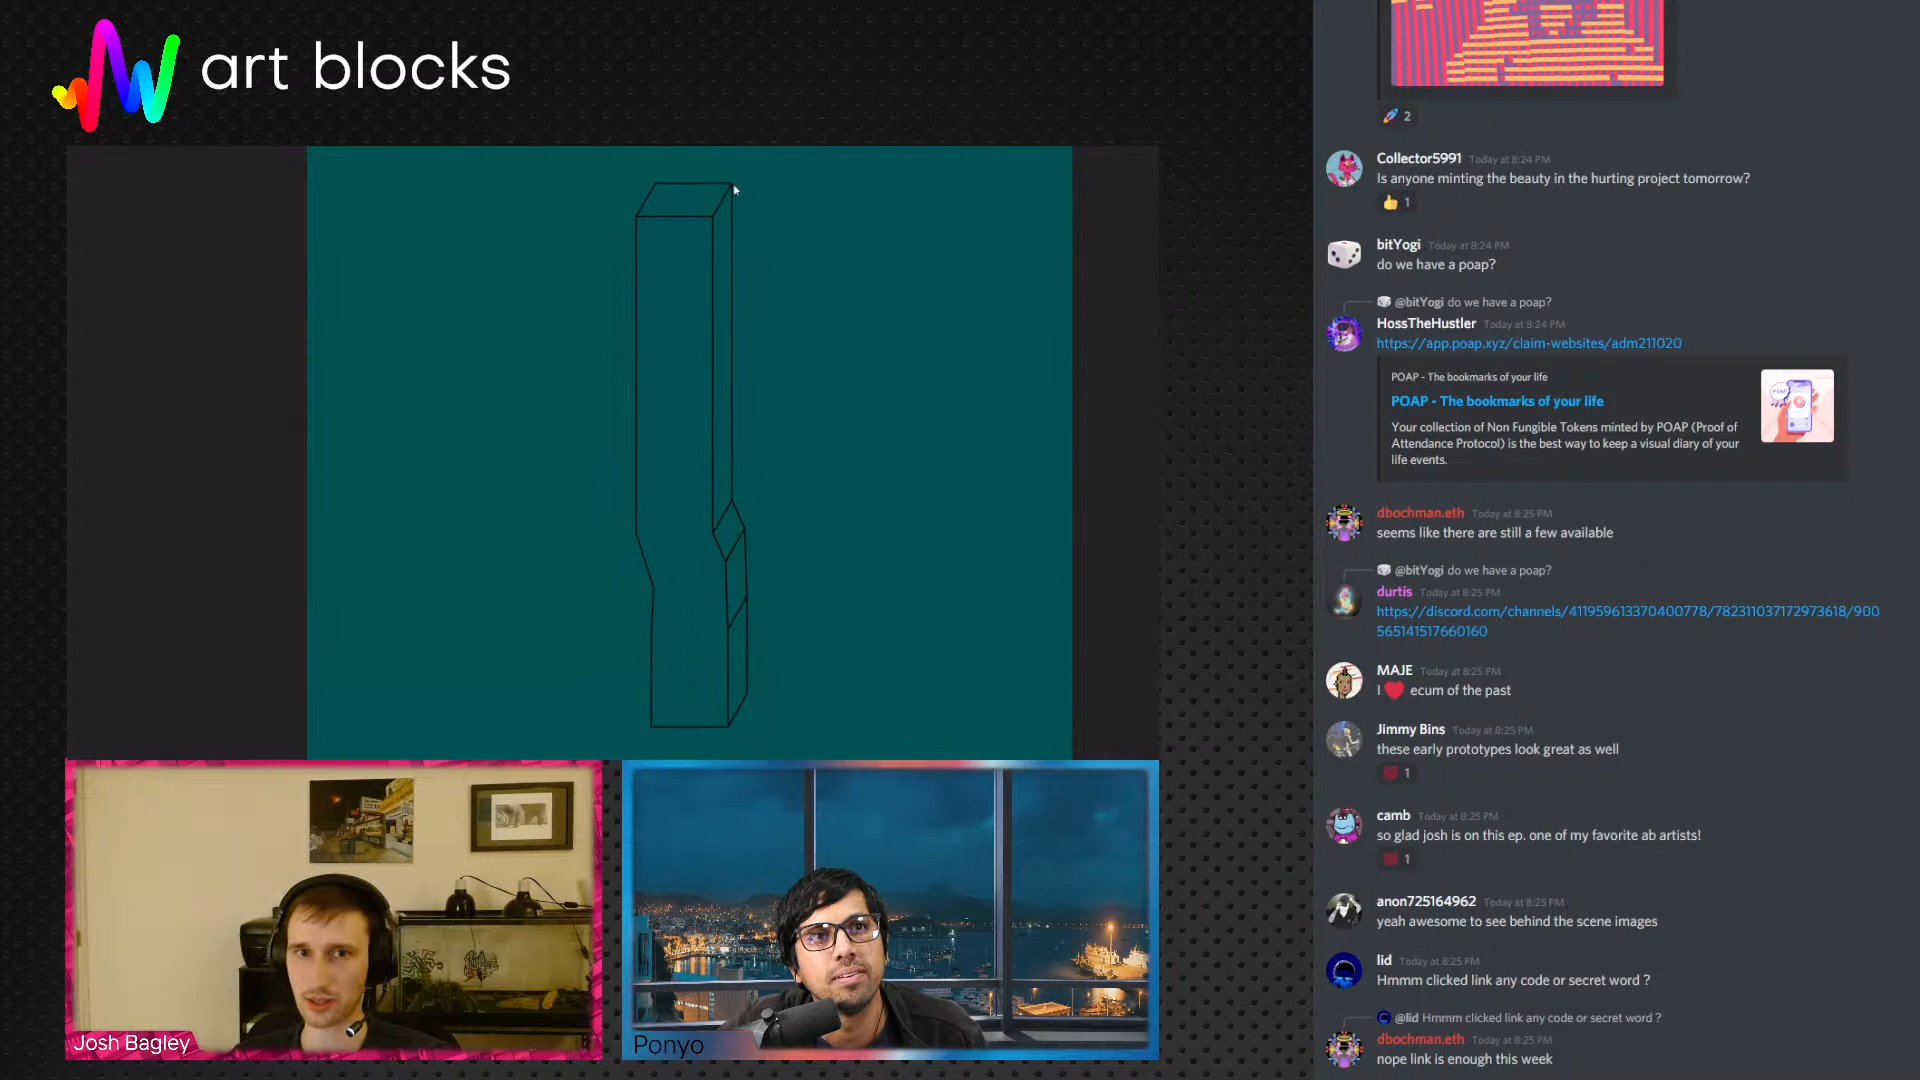 art blocks
Josh Bagley
Ponyo
2
Collector5991 Today at 8:24 PM
Is anyone minting the beauty in the hurting project tomorrow?
1
bitYogi Today at 8:24 PM
do we have a poap?
@bitYogi do we have a poap?
HossTheHustler Today at 8:24 PM
https://app.poap.xyz/claim-websites/adm211020
POAP - The bookmarks of your life
POAP - The bookmarks of your life
Your collection of Non Fungible Tokens minted by POAP (Proof of
Attendance Protocol) is the best way to keep a visual diary of your
life events.
dbochman.eth Today at 8:25 PM
seems like there are still a few available
@bitYogi do we have a poap?
durtis Today at 8:25 PM
https://discord.com/channels/411959613370400778/782311037172973618/900
565141517660160
MAJE Today at 8:25 PM
I ❤️ ecum of the past
Jimmy Bins Today at 8:25 PM
these early prototypes look great as well
1
camb Today at 8:25 PM
so glad josh is on this ep. one of my favorite ab artists!
1
anon725164962 Today at 8:25 PM
yeah awesome to see behind the scene images
lid Today at 8:25 PM
Hmmm clicked link any code or secret word ?
@lid Hmmm clicked link any code or secret word ?
dbochman.eth Today at 8:25 PM
nope link is enough this week